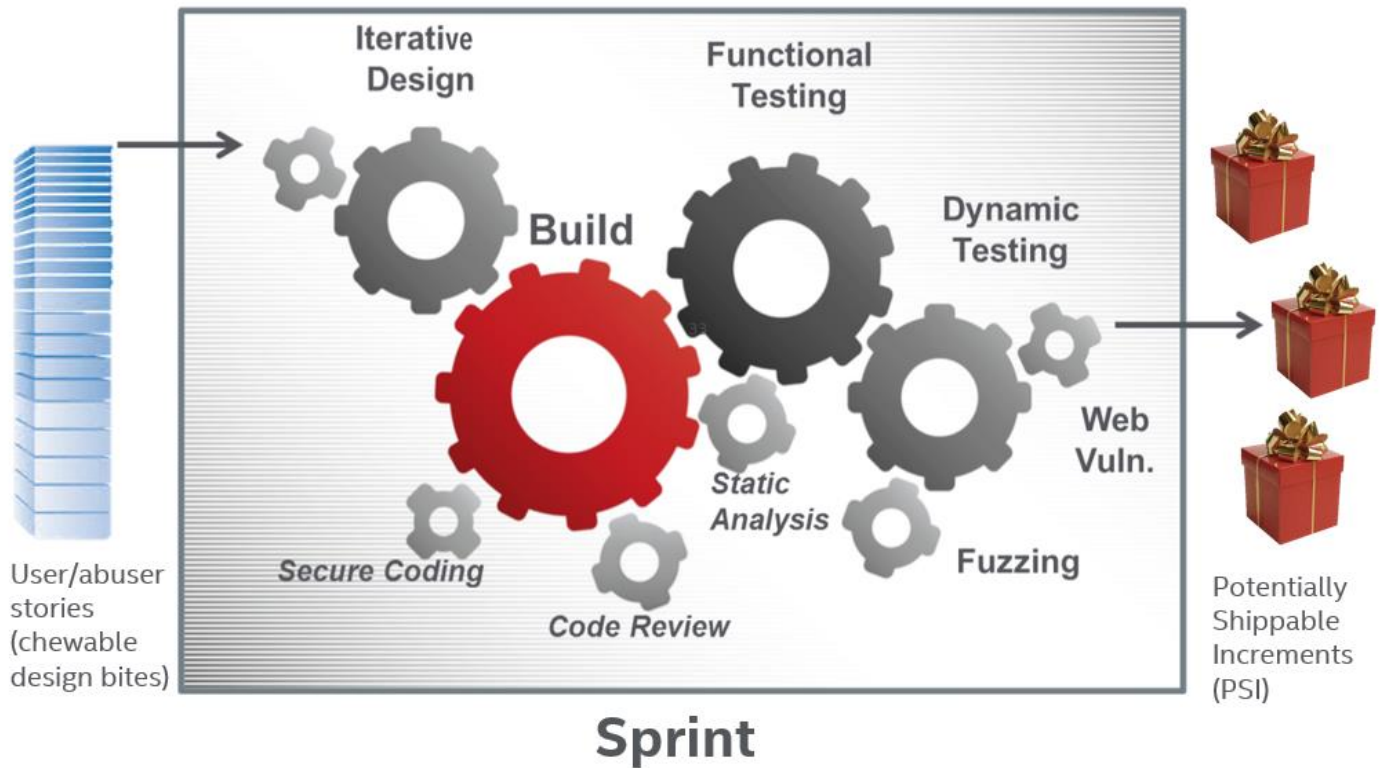 Iterative
Design
Functional
Testing
Build
Dynamic
Testing
33
Web
Vuln.
Static
Analysis
Secure Coding
Code Review
Fuzzing
User/abuser
stories
(chewable
design bites)
Potentially
Shippable
Increments
(PSI)
Sprint